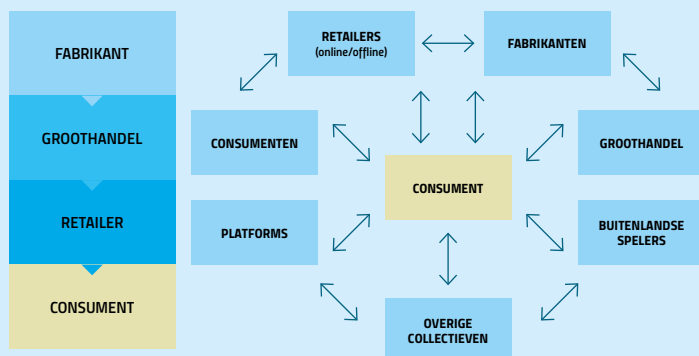 FABRIKANT
GROOTHANDEL
RETAILER
CONSUMENT
RETAILERS
(online/offline)
FABRIKANTEN
CONSUMENTEN
GROOTHANDEL
CONSUMENT
PLATFORMS
BUITENLANDSE
SPELERS
OVERIGE
COLLECTIEVEN